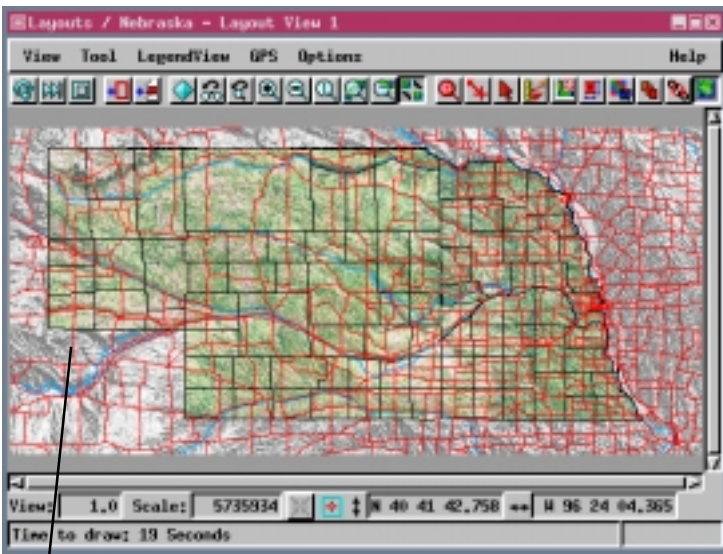 Layouts / Nebraska - Layout View 1
View Tool LegendView GPS Options Help
View: 1.0 Scale: 5735934 N 40 41 42.758 W 96 24 04.365
Time to draw: 19 Seconds